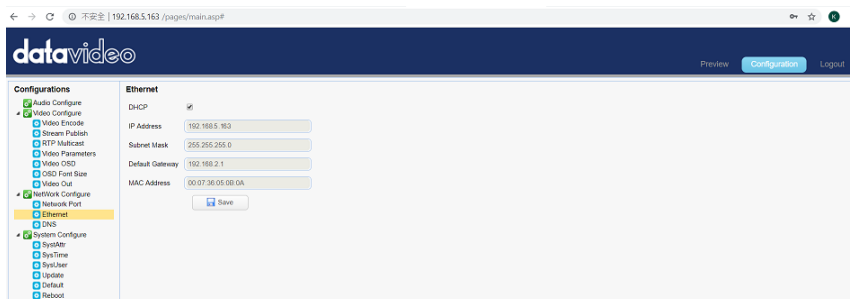 不安全 | 192.168.5.163 /pages/main.asp#
K
datavideo
Preview
Configuration
Logout
Configurations
Audio Configure
Video Configure
Video Encode
Stream Publish
RTP Multicast
Video Parameters
Video OSD
OSD Font Size
Video Out
NetWork Configure
Network Port
Ethernet
DNS
System Configure
SystAttr
SysTime
SysUser
Update
Default
Reboot
Ethernet
DHCP
IP Address 192.168.5.163
Subnet Mask 255.255.255.0
Default Gateway 192.168.2.1
MAC Address 00:07:36:05:0B:0A
Save